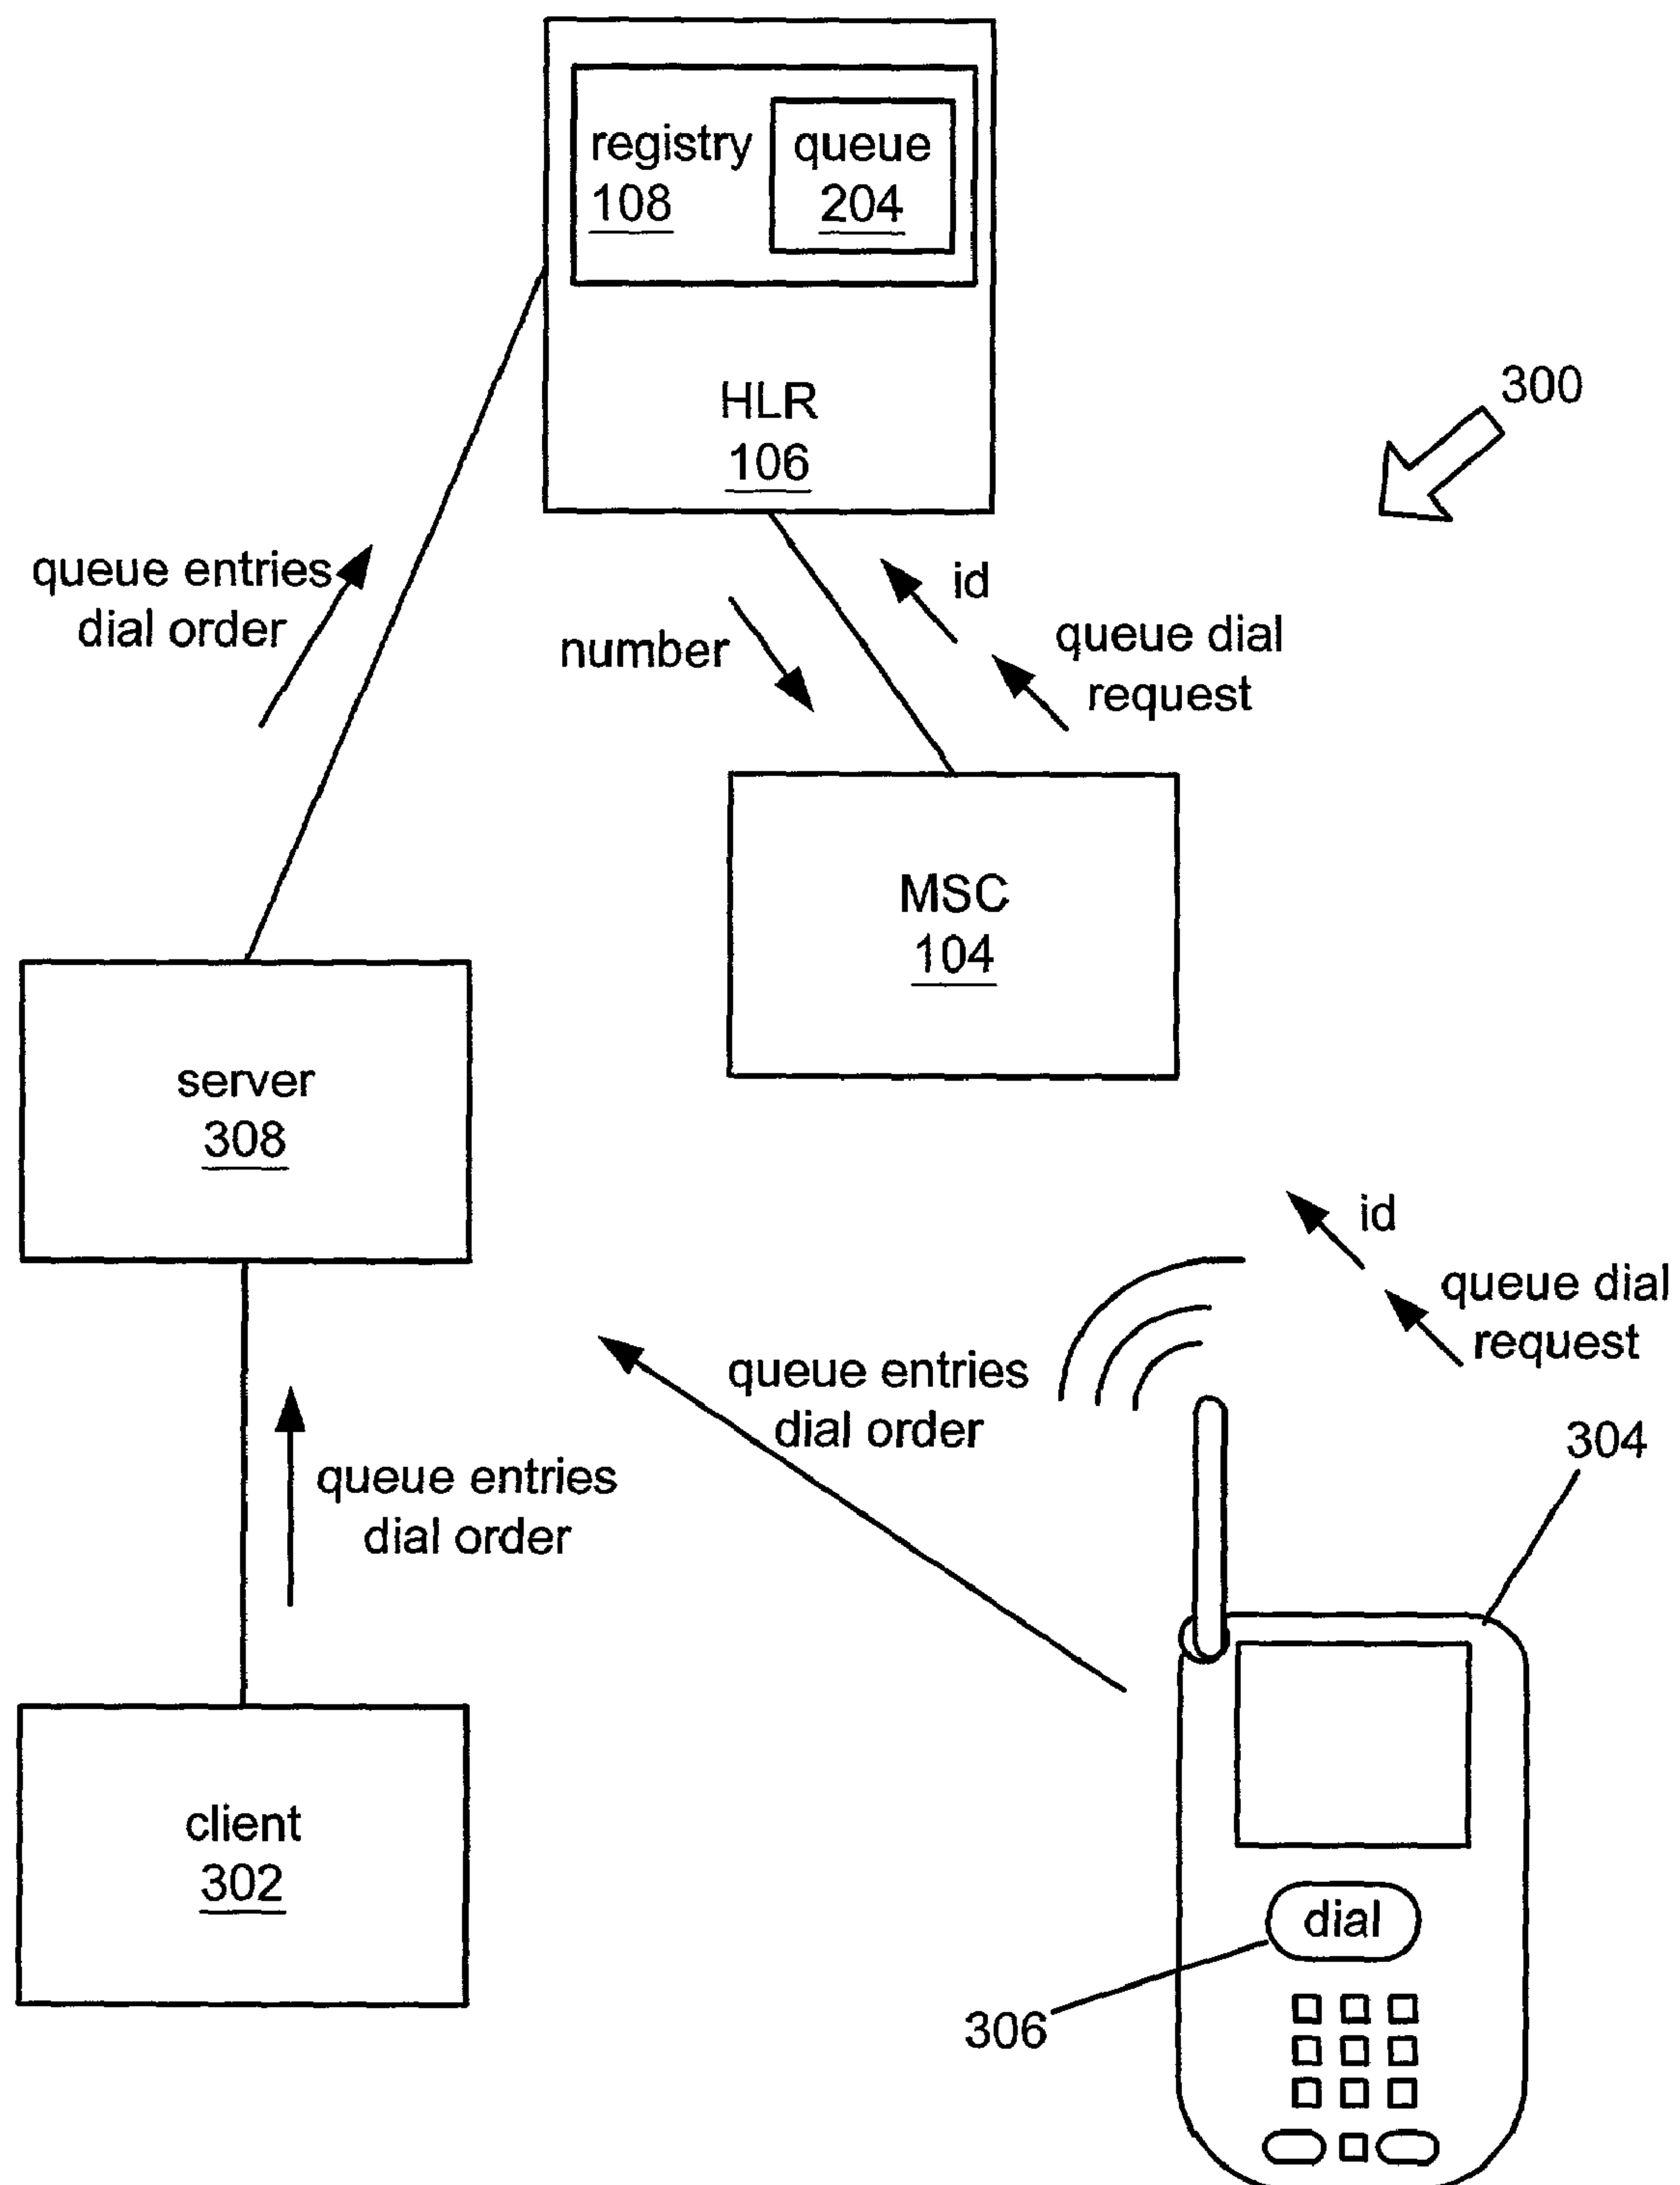 registry
108
queue
204
HLR
106
300
queue entries
dial order
id
number
queue dial
request
MSC
104
server
308
id
queue dial
request
queue entries
dial order
304
queue entries
dial order
client
302
dial
306